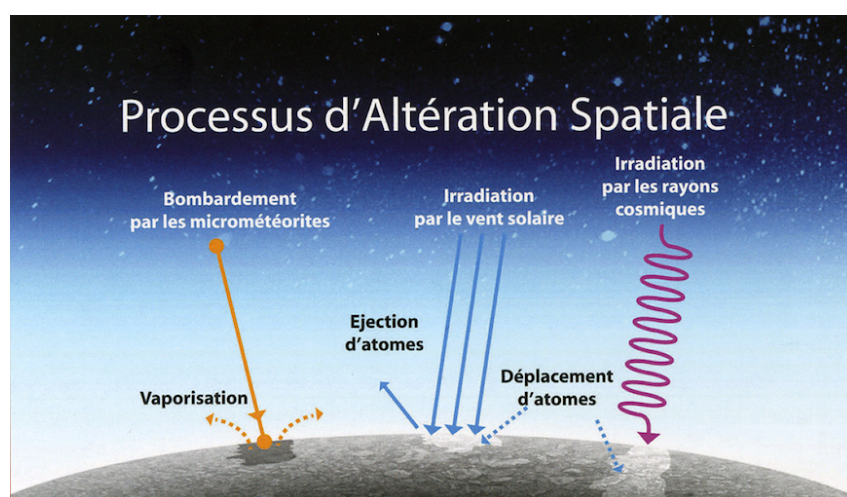 Processus d'Altération Spatiale
Bombardement
par les micrométéorites
Irradiation
par le vent solaire
Irradiation
par les rayons
cosmiques
Ejection
d'atomes
Vaporisation
Déplacement
d'atomes